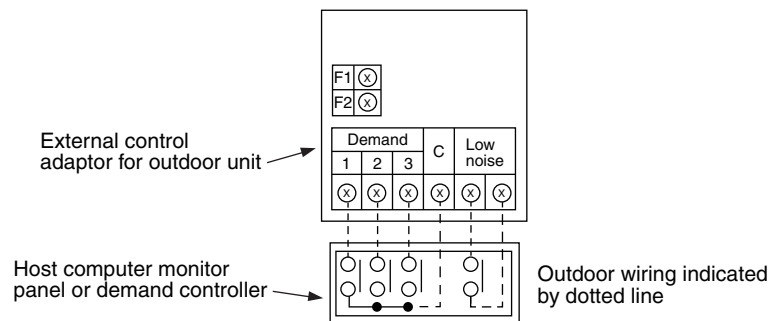 F1 x
F2 x
External control
adaptor for outdoor unit
Demand
C
Low
noise
1 2 3
x x x x x x
Host computer monitor
panel or demand controller
Outdoor wiring indicated
by dotted line